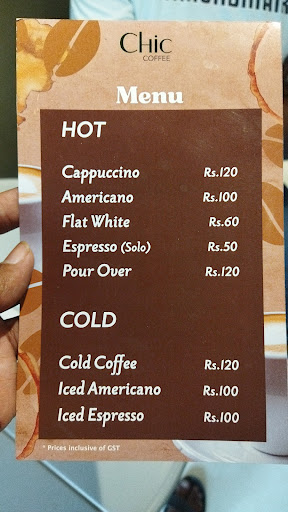 CHIC
COFFEE
Menu
HOT
Cappuccino Rs.120
Americano Rs.100
Flat White Rs.60
Espresso (Solo) Rs.50
Pour Over Rs.120
COLD
Cold Coffee Rs.120
Iced Americano Rs.100
Iced Espresso Rs.100
* Prices inclusive of GST